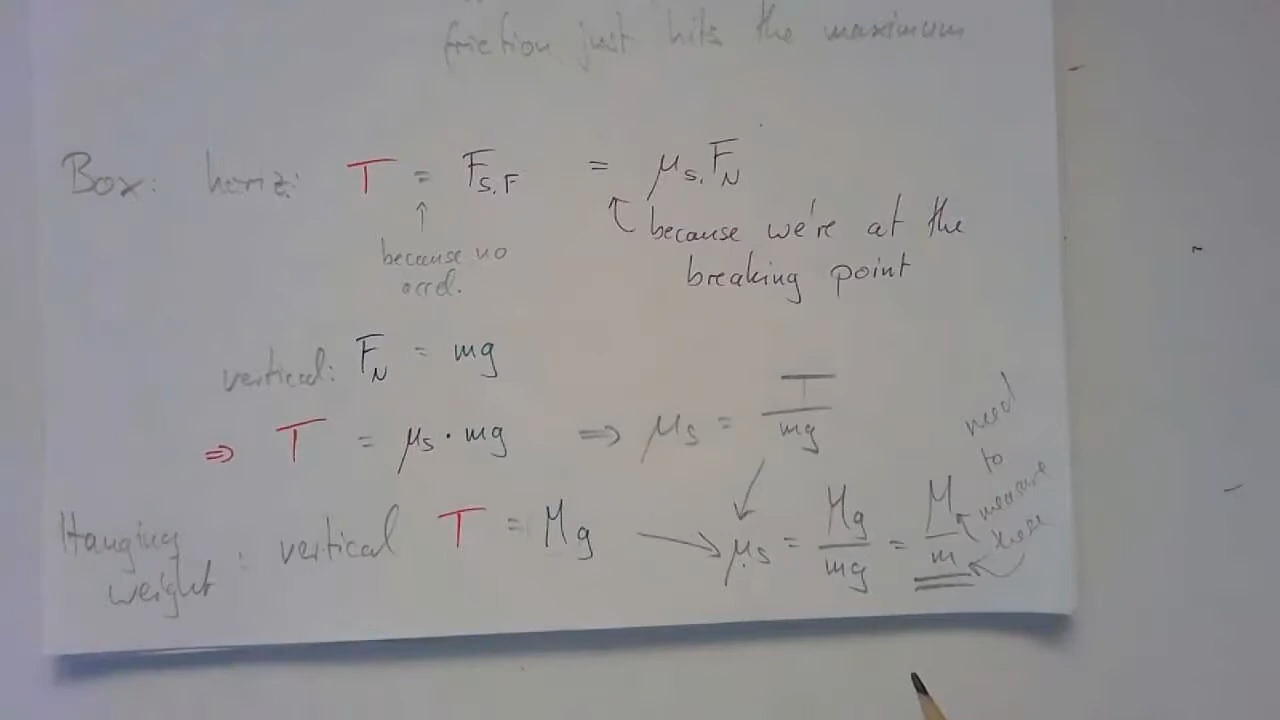 friction just hits the maximum
Box: horiz: T = F_S,F = μ_s. F_N
because no
accel.
because we're at the
breaking point
vertical: F_N = mg
⇒ T = μ_s · mg ⇒ μ_s = T/mg
Hanging
weight: vertical T = Mg → μ_s = Mg/mg = M/m
need
to
measure
these